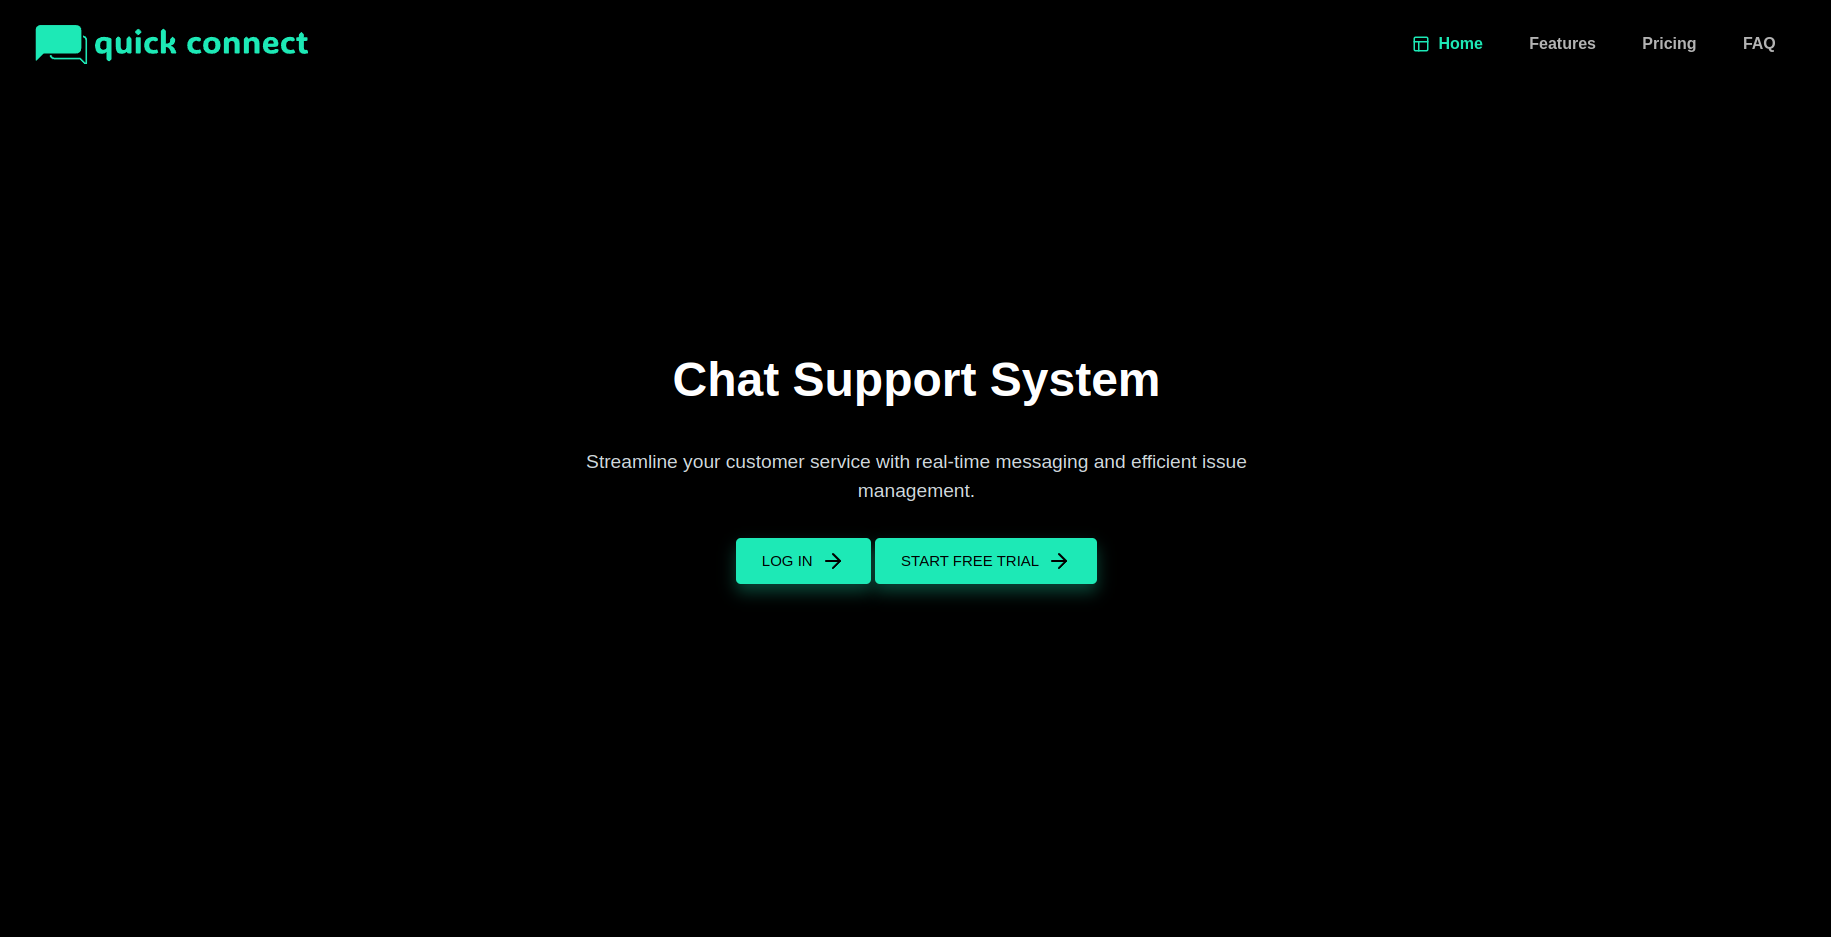 quick connect
Home
Features
Pricing
FAQ
Chat Support System
Streamline your customer service with real-time messaging and efficient issue
management.
LOG IN
START FREE TRIAL